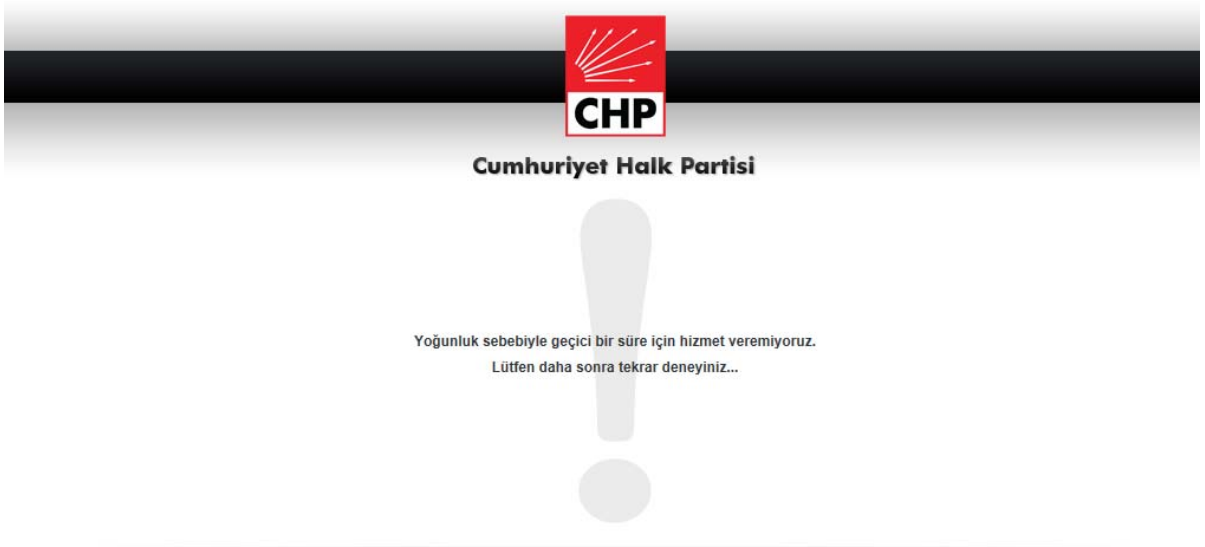 CHP
Cumhuriyet Halk Partisi
Yoğunluk sebebiyle geçici bir süre için hizmet veremiyoruz.
Lütfen daha sonra tekrar deneyiniz...